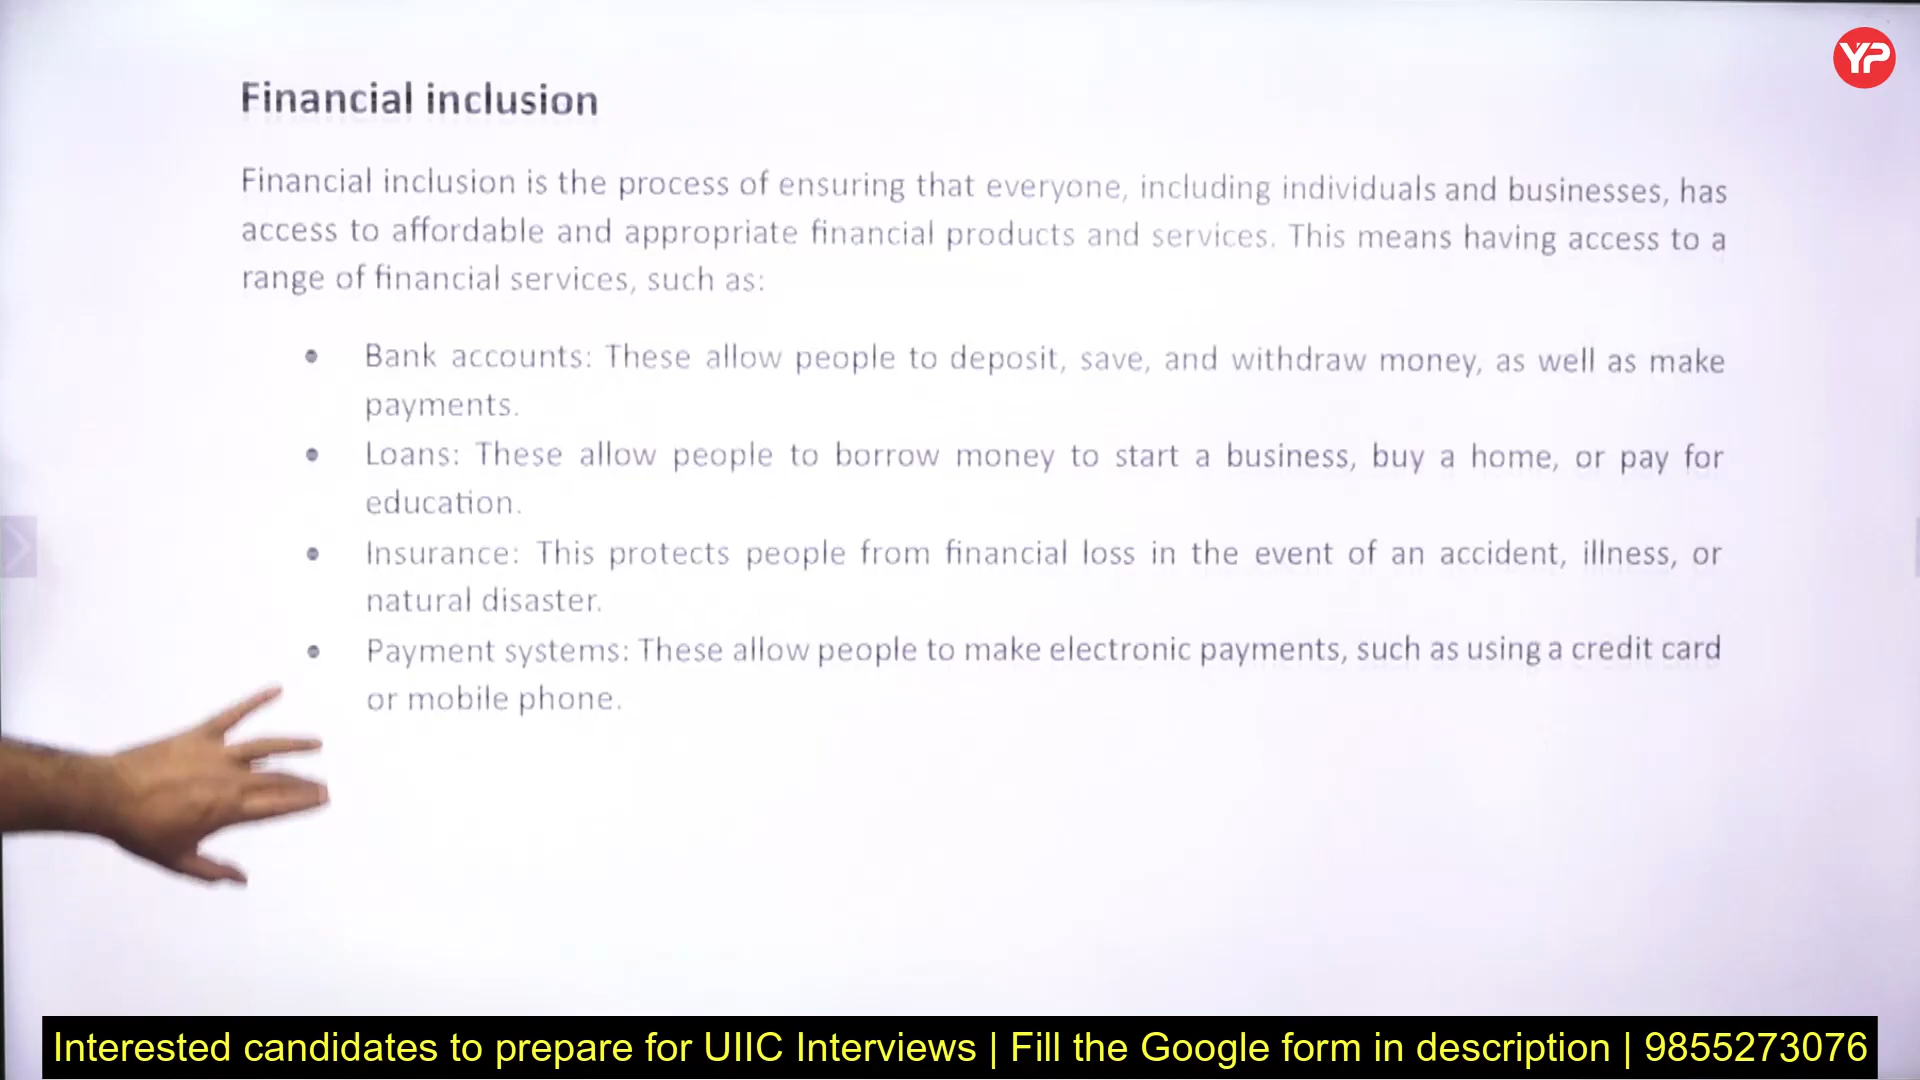 YP
Financial inclusion
Financial inclusion is the process of ensuring that everyone, including individuals and businesses, has
access to affordable and appropriate financial products and services. This means having access to a
range of financial services, such as:
• Bank accounts: These allow people to deposit, save, and withdraw money, as well as make
payments.
• Loans: These allow people to borrow money to start a business, buy a home, or pay for
education.
• Insurance: This protects people from financial loss in the event of an accident, illness, or
natural disaster.
• Payment systems: These allow people to make electronic payments, such as using a credit card
or mobile phone.
Interested candidates to prepare for UIIC Interviews | Fill the Google form in description | 9855273076